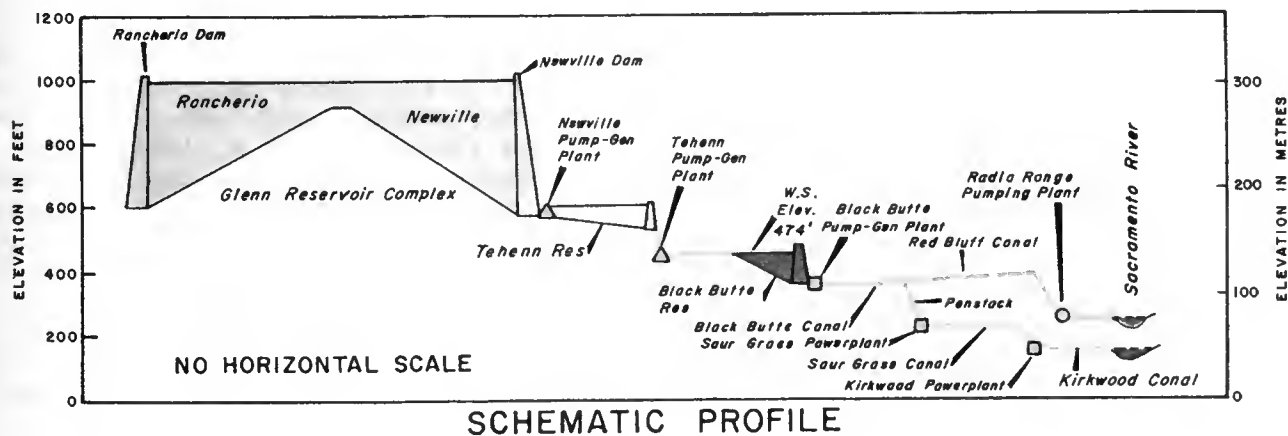 1200
1000
800
600
400
200
0
ELEVATION IN FEET
Rancheria Dam
Rancheria
Newville
Glenn Reservoir Complex
Newville Dam
Newville
Pump-Gen
Plant
Tehenn Res
Tehenn
Pump-Gen
Plant
W.S.
Elev.
474'
Black Butte
Pump-Gen Plant
Black Butte
Res
Radio Range
Pumping Plant
Red Bluff Canal
Penstock
Black Butte Canal
Sour Grass Powerplant
Sour Grass Canal
Kirkwood Powerplant
Kirkwood Canal
Sacramento River
300
200
100
0
ELEVATION IN METRES
NO HORIZONTAL SCALE
SCHEMATIC PROFILE